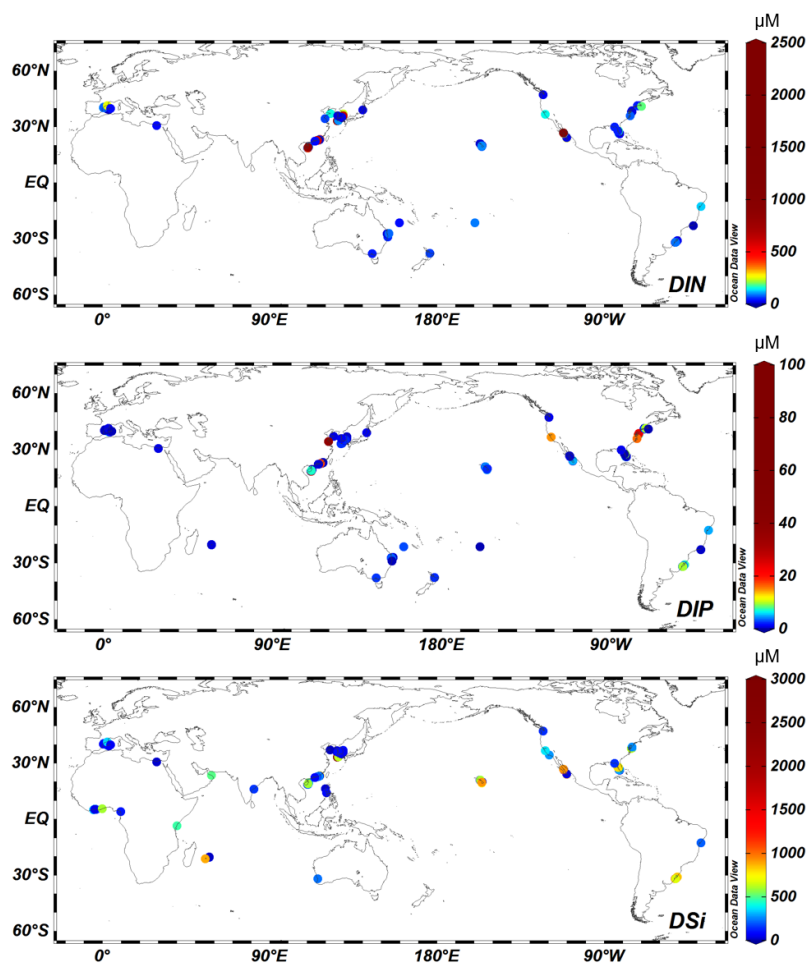 µM
60°N
30°N
EQ
30°S
60°S
0°
90°E
180°E
90°W
2500
2000
1500
1000
500
0
Ocean Data View
DIN
µM
60°N
30°N
EQ
30°S
60°S
0°
90°E
180°E
90°W
100
80
60
40
20
0
Ocean Data View
DIP
µM
60°N
30°N
EQ
30°S
60°S
0°
90°E
180°E
90°W
3000
2500
2000
1500
1000
500
0
Ocean Data View
DSi